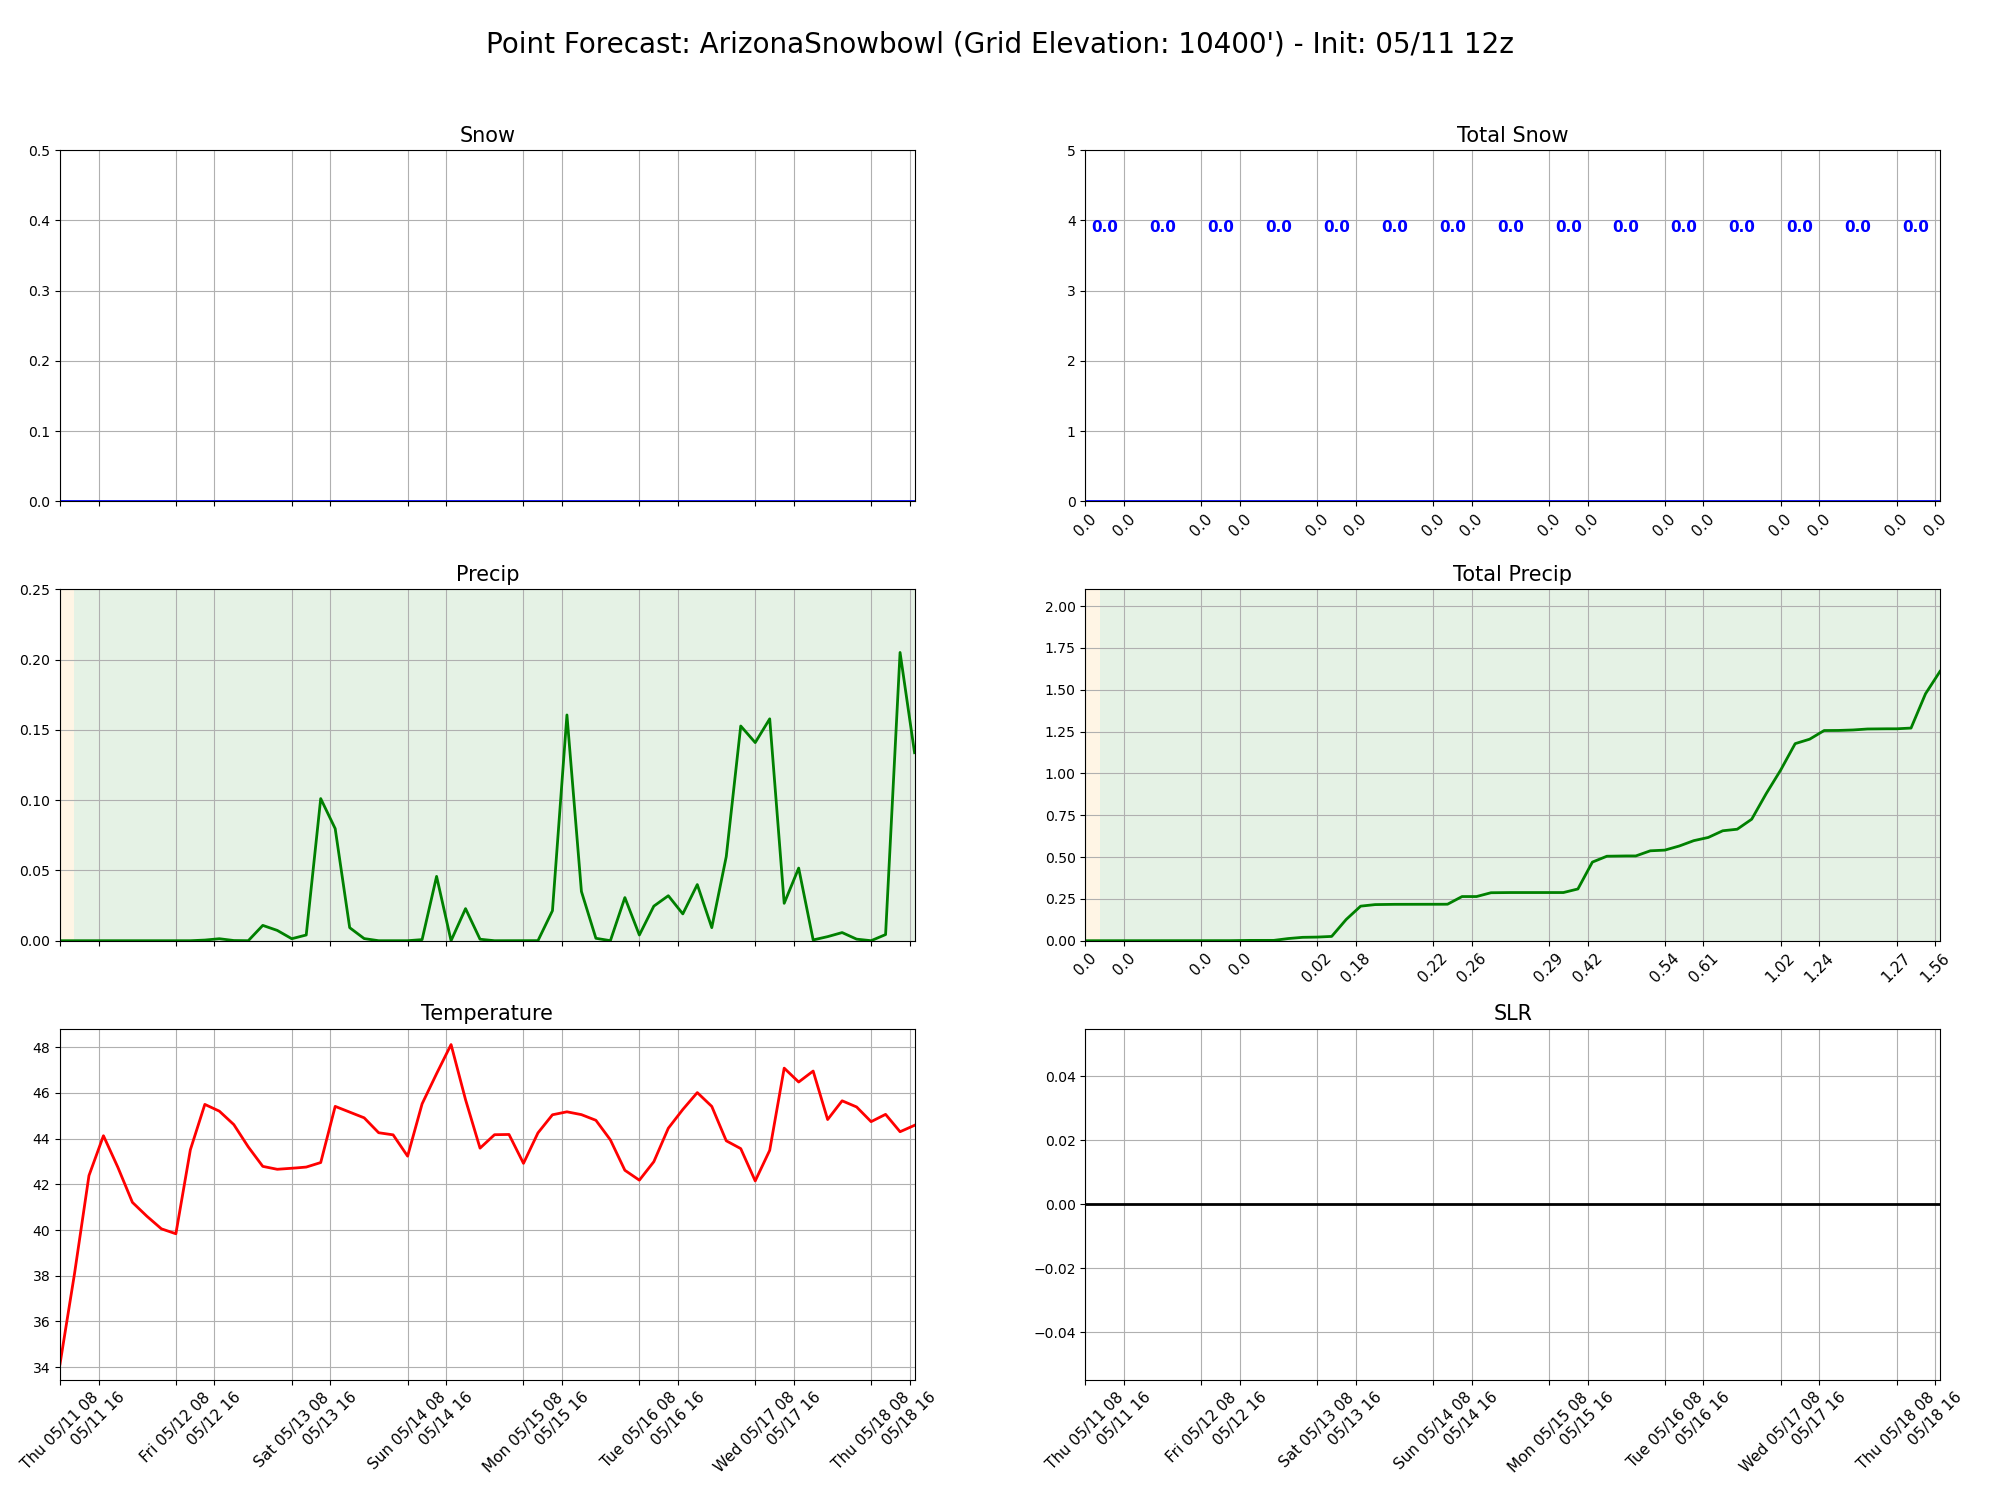 Point Forecast: ArizonaSnowbowl (Grid Elevation: 10400') - Init: 05/11 12z
Snow
0.5
0.4
0.3
0.2
0.1
0.0
Total Snow
5
4
3
2
1
0
0.0 0.0 0.0 0.0 0.0 0.0 0.0 0.0 0.0 0.0 0.0 0.0 0.0 0.0 0.0
0.0 0.0 0.0 0.0 0.0 0.0 0.0 0.0 0.0 0.0 0.0 0.0 0.0 0.0 0.0 0.0
Precip
0.25
0.20
0.15
0.10
0.05
0.00
Total Precip
2.00
1.75
1.50
1.25
1.00
0.75
0.50
0.25
0.00
0.0 0.0 0.0 0.0 0.02 0.18 0.22 0.26 0.29 0.42 0.54 0.61 1.02 1.24 1.27 1.56
Temperature
48
46
44
42
40
38
36
34
Thu 05/11 08
05/11 16
Fri 05/12 08
05/12 16
Sat 05/13 08
05/13 16
Sun 05/14 08
05/14 16
Mon 05/15 08
05/15 16
Tue 05/16 08
05/16 16
Wed 05/17 08
05/17 16
Thu 05/18 08
05/18 16
SLR
0.04
0.02
0.00
−0.02
−0.04
Thu 05/11 08
05/11 16
Fri 05/12 08
05/12 16
Sat 05/13 08
05/13 16
Sun 05/14 08
05/14 16
Mon 05/15 08
05/15 16
Tue 05/16 08
05/16 16
Wed 05/17 08
05/17 16
Thu 05/18 08
05/18 16